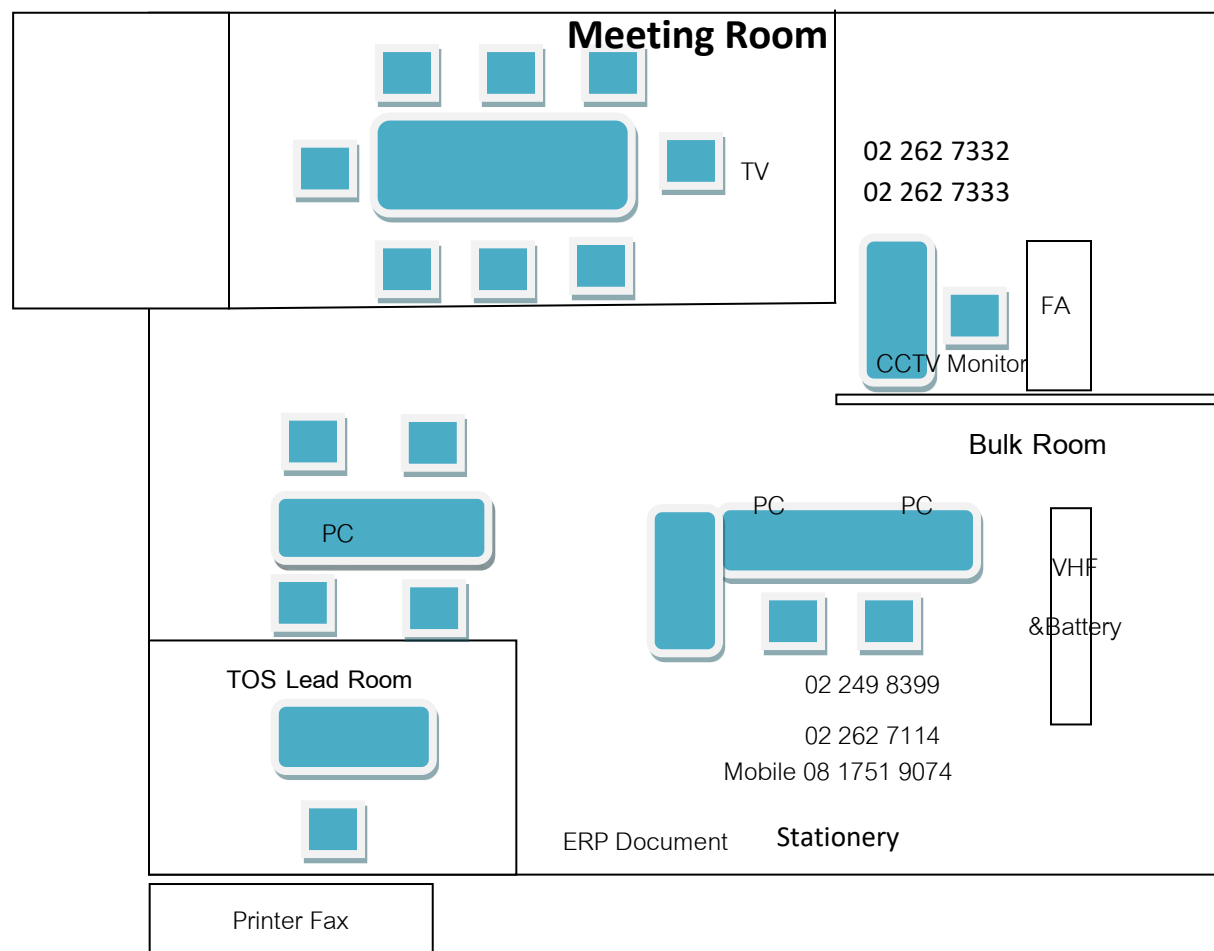 Meeting Room
TV
02 262 7332
02 262 7333
FA
CCTV Monitor
Bulk Room
PC PC
PC
VHF
&Battery
TOS Lead Room
02 249 8399
02 262 7114
Mobile 08 1751 9074
ERP Document Stationery
Printer Fax